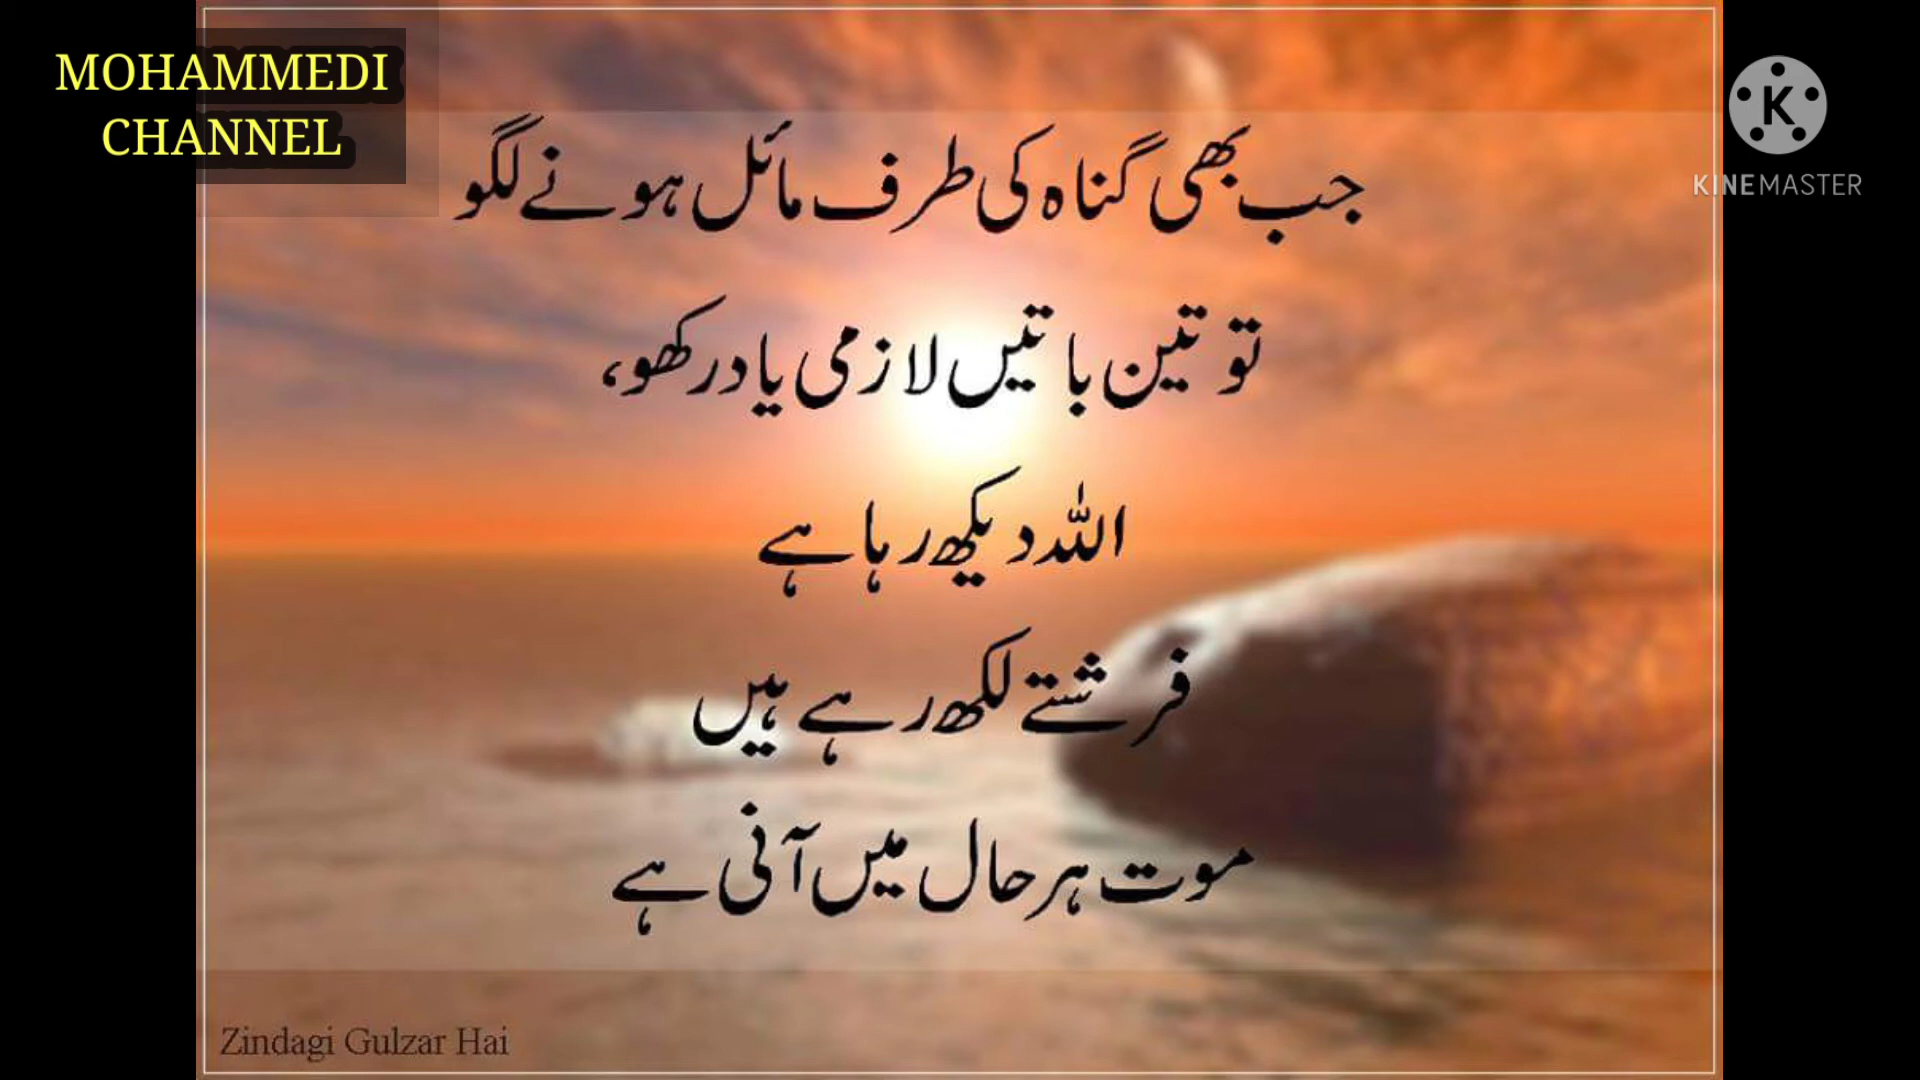 MOHAMMEDI
CHANNEL
KINEMASTER
جب بھی گناہ کی طرف مائل ہونے لگو
تو تین باتیں لازمی یاد رکھو،
اللہ دیکھ رہا ہے
فرشتے لکھ رہے ہیں
موت ہر حال میں آنی ہے
Zindagi Gulzar Hai